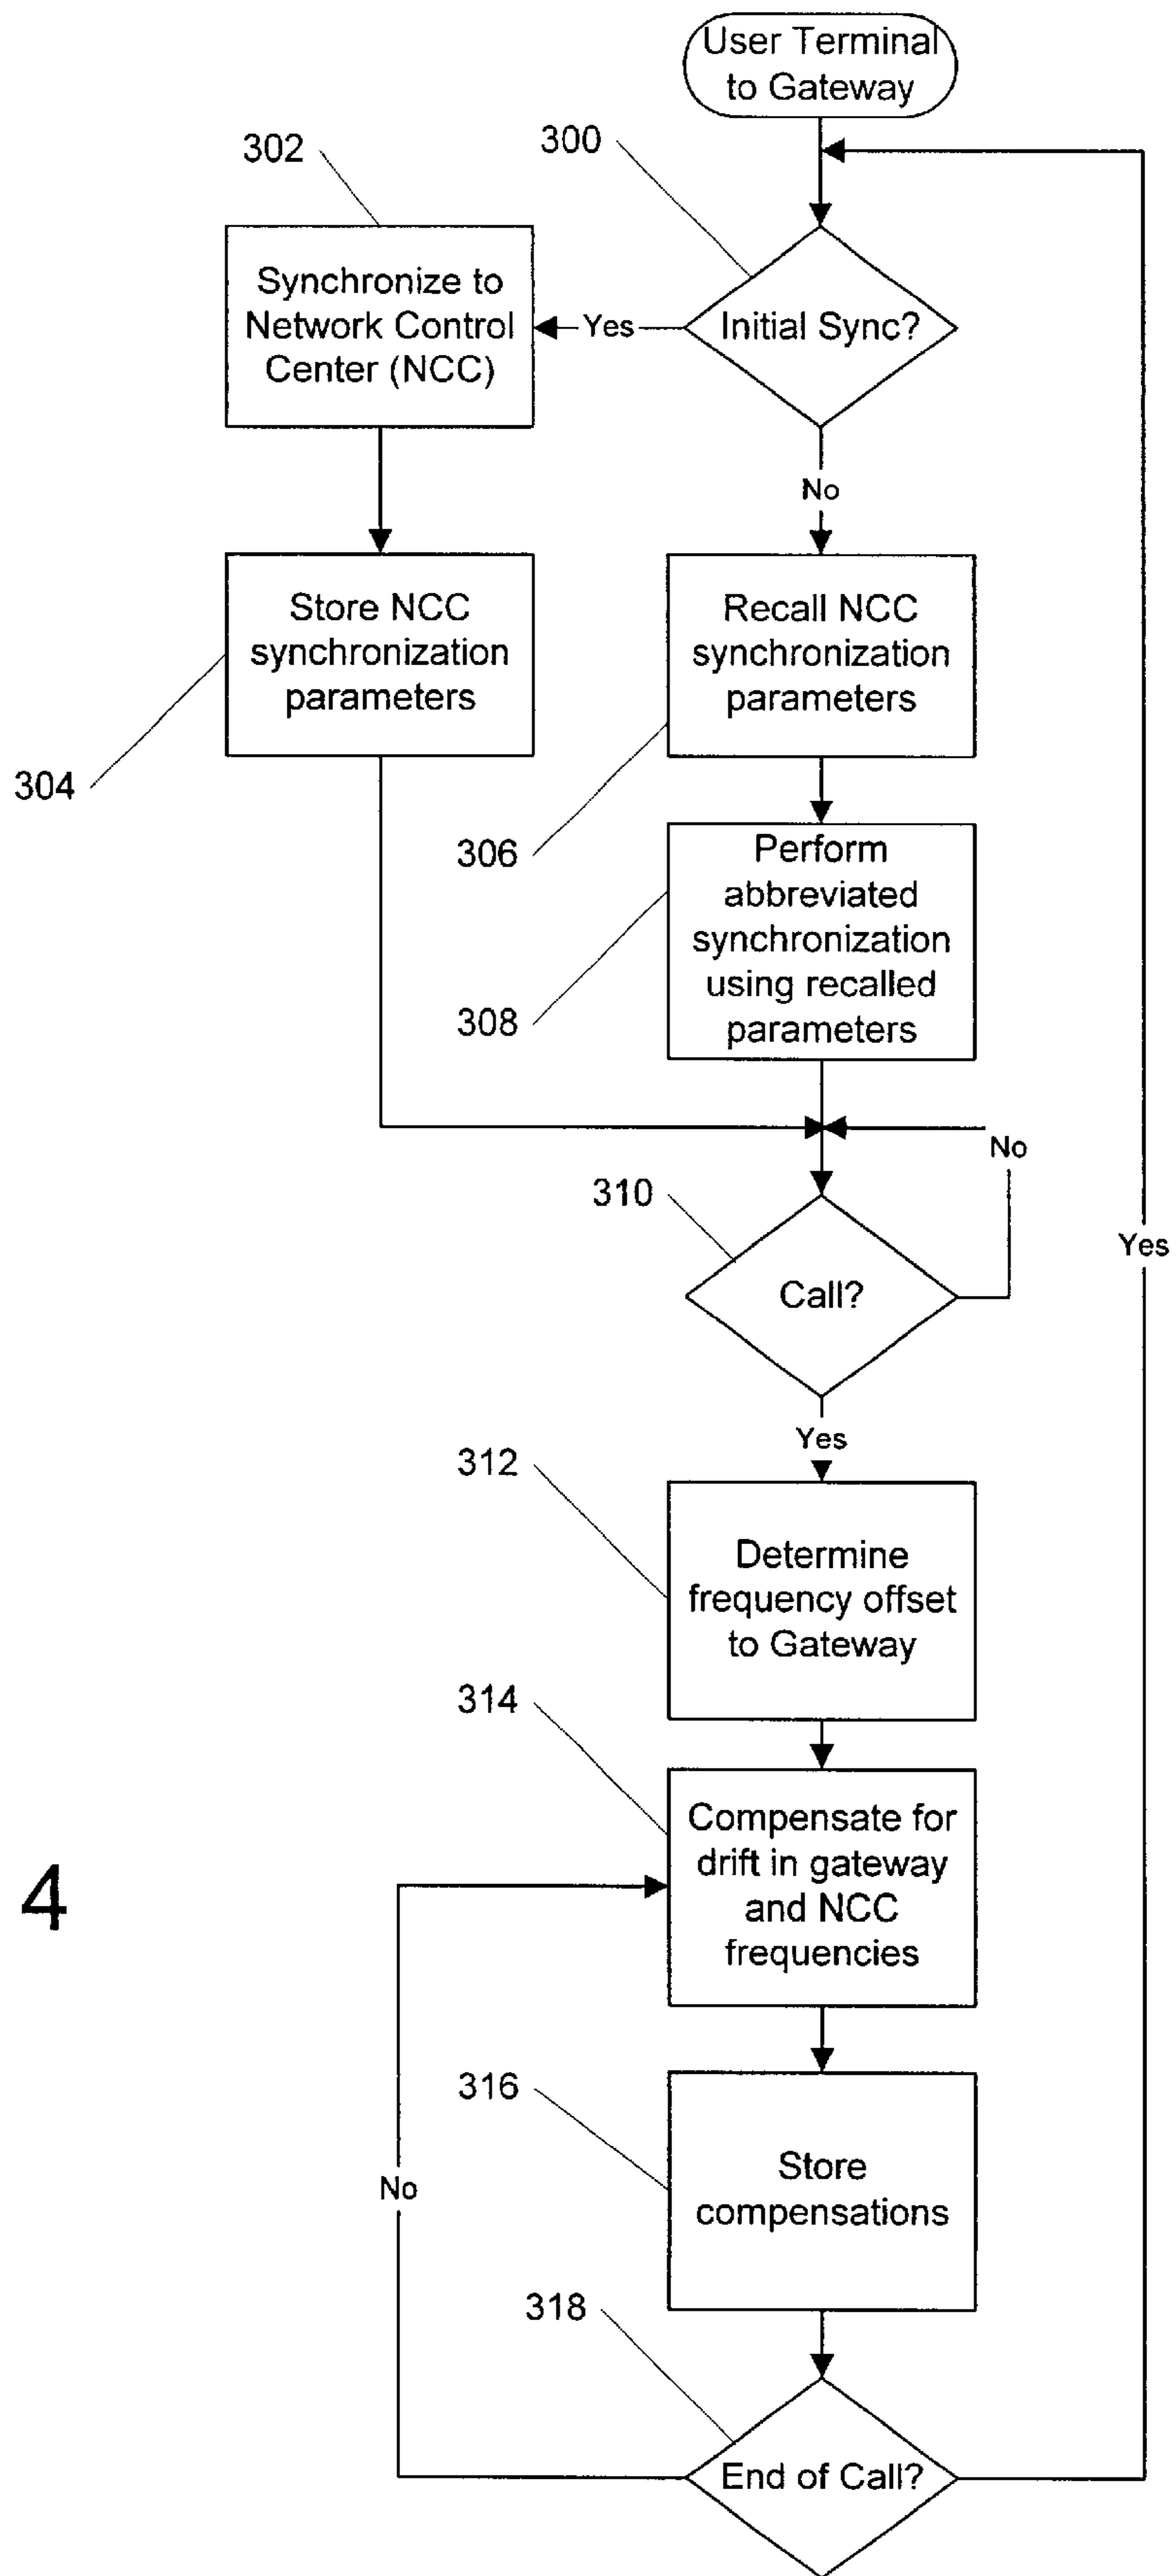 User Terminal
to Gateway
302
300
Synchronize to
Network Control
Center (NCC)
Yes
Initial Sync?
No
Store NCC
synchronization
parameters
Recall NCC
synchronization
parameters
304
306
Perform
abbreviated
synchronization
using recalled
parameters
308
No
310
Call?
Yes
Yes
312
Determine
frequency offset
to Gateway
314
Compensate for
drift in gateway
and NCC
frequencies
4
316
Store
compensations
No
318
End of Call?